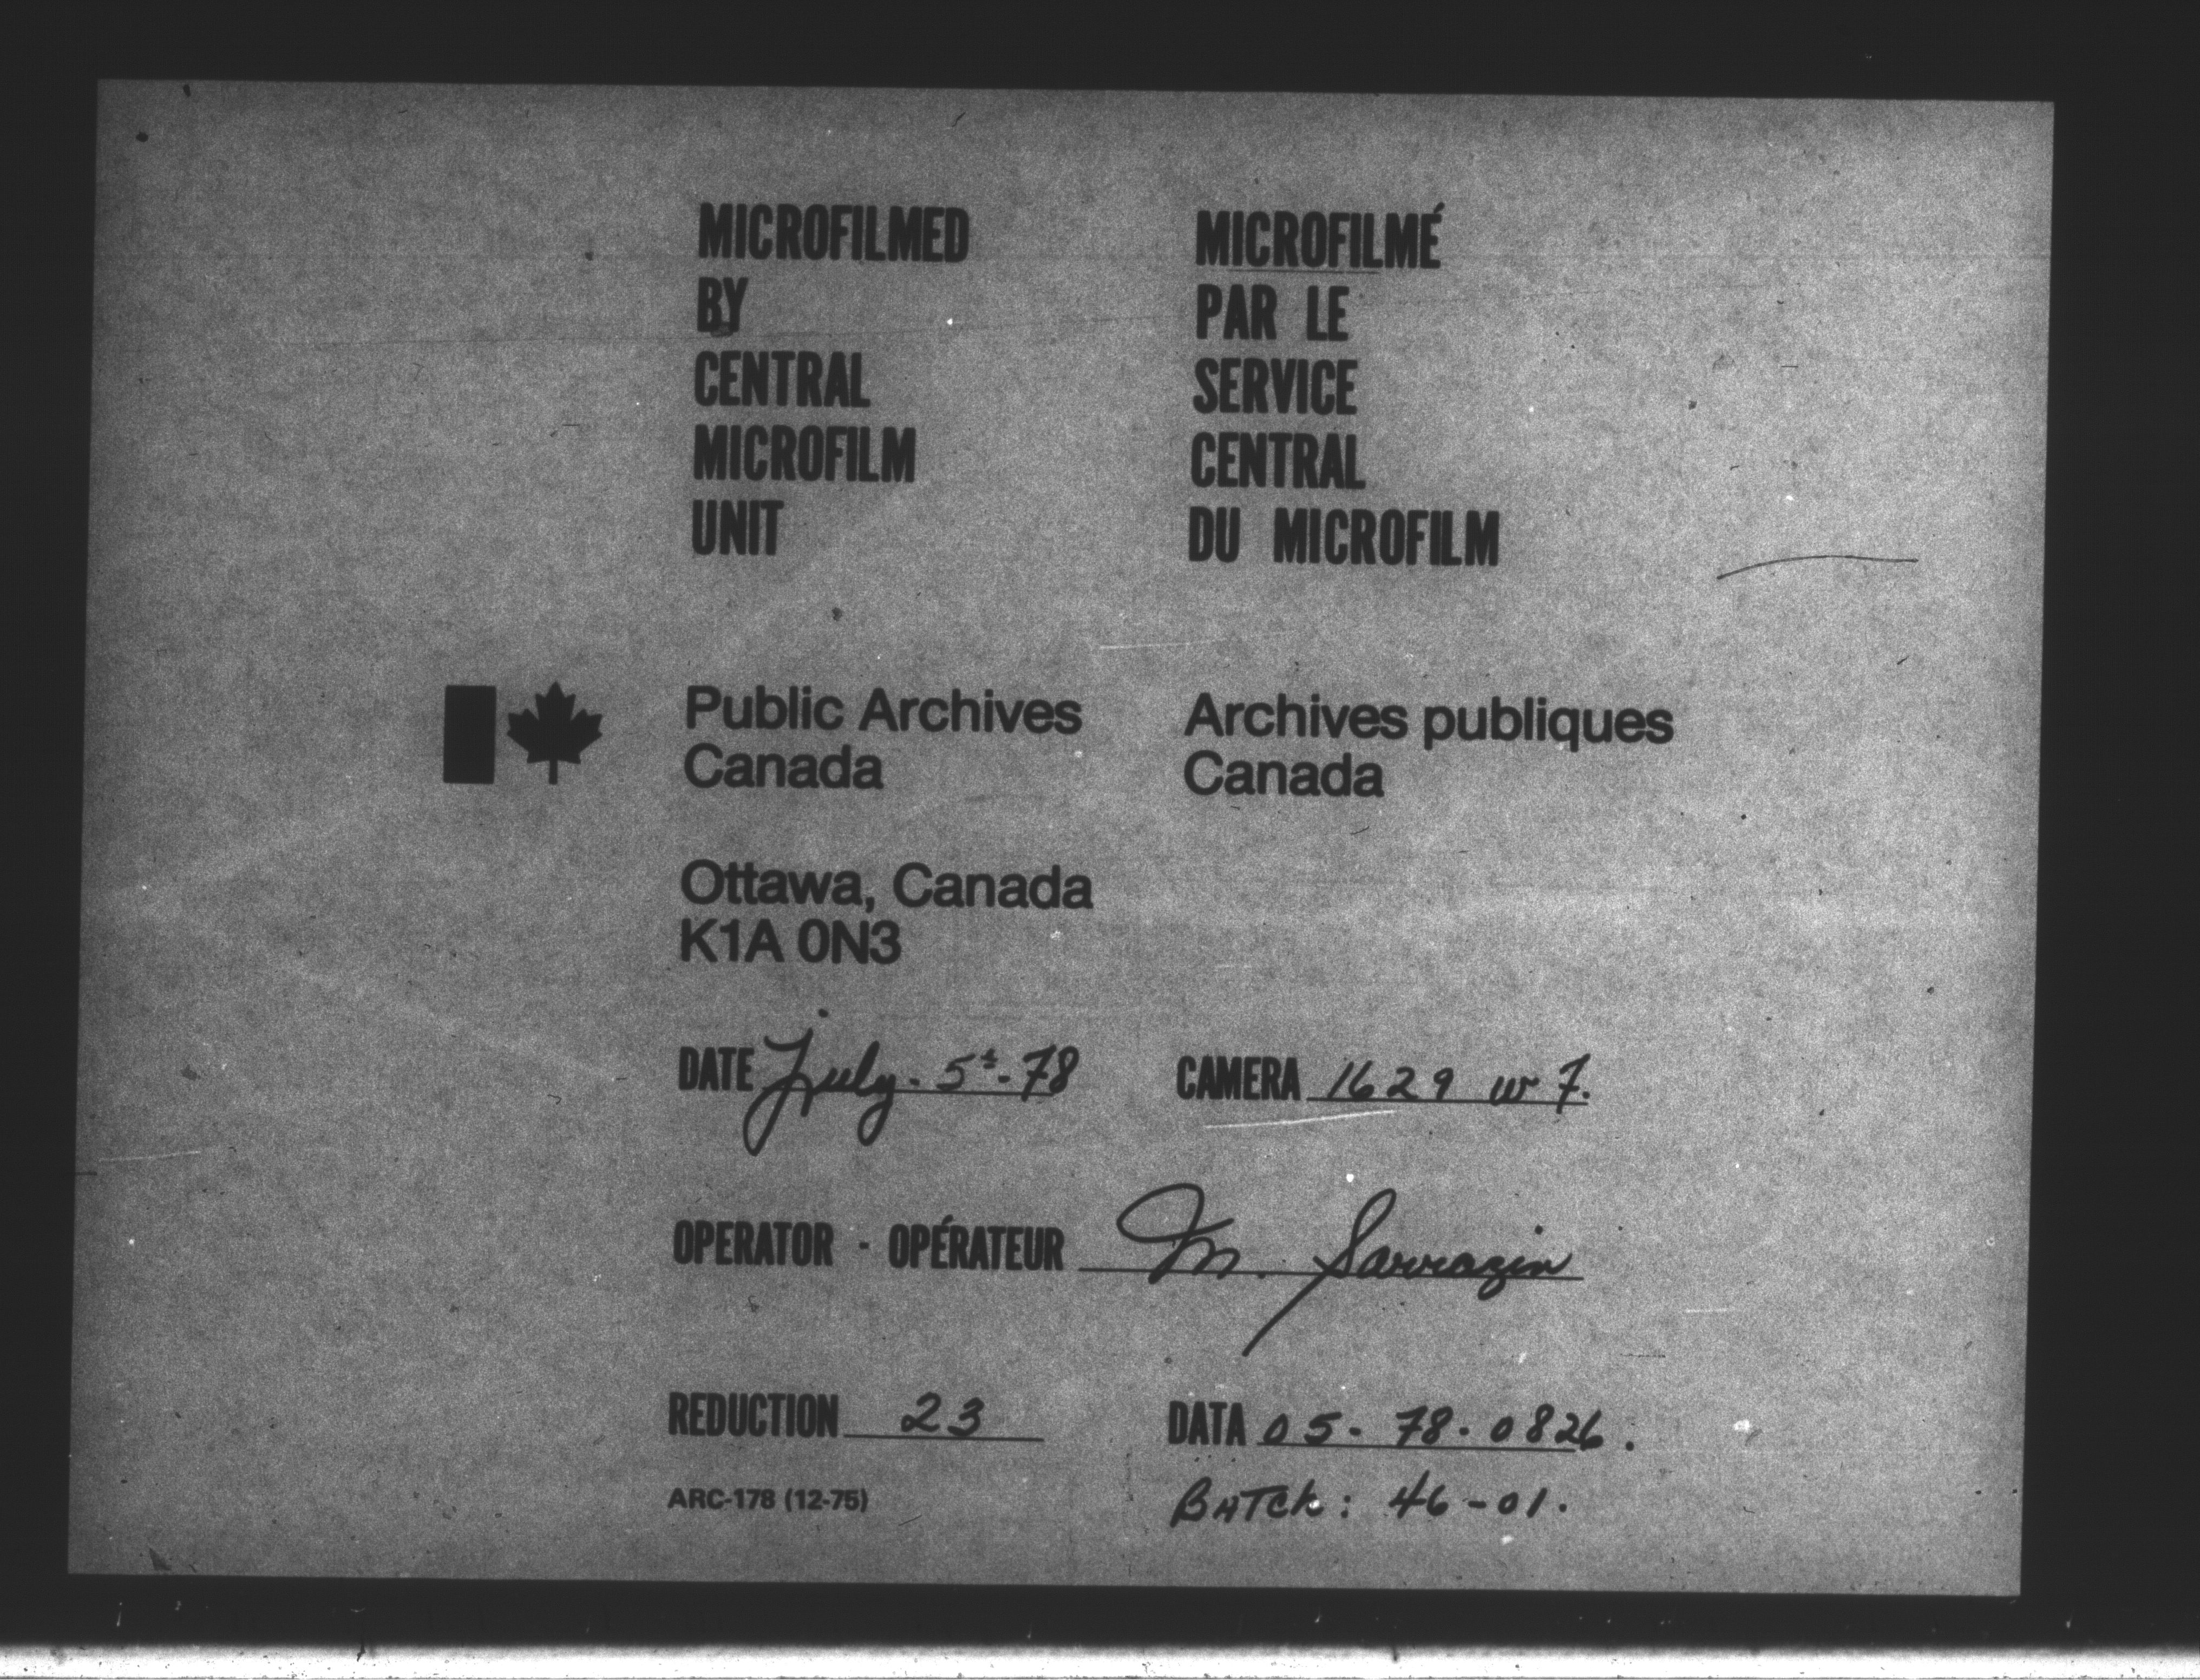 MICROFILMED
BY
CENTRAL
MICROFILM
UNIT
MICROFILMÉ
PAR LE
SERVICE
CENTRAL
DU MICROFILM
Public Archives
Canada
Archives publiques
Canada
Ottawa, Canada
K1A 0N3
DATE July. 5t-78
CAMERA 1629 w 7.
OPERATOR - OPÉRATEUR M. Sarrazin
REDUCTION 23
DATA 05-78-0826.
ARC-178 (12-75)
BATCh: 46-01.